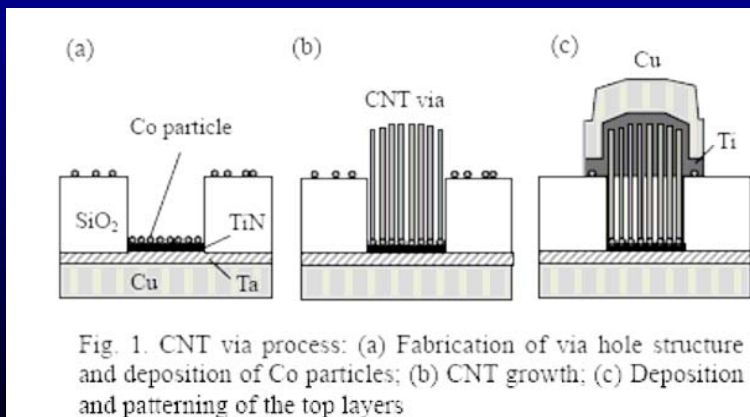 (a)
(b)
(c)
Cu
CNT via
Co particle
Ti
SiO₂
TiN
Cu
Ta
Fig. 1. CNT via process: (a) Fabrication of via hole structure
and deposition of Co particles; (b) CNT growth; (c) Deposition
and patterning of the top layers